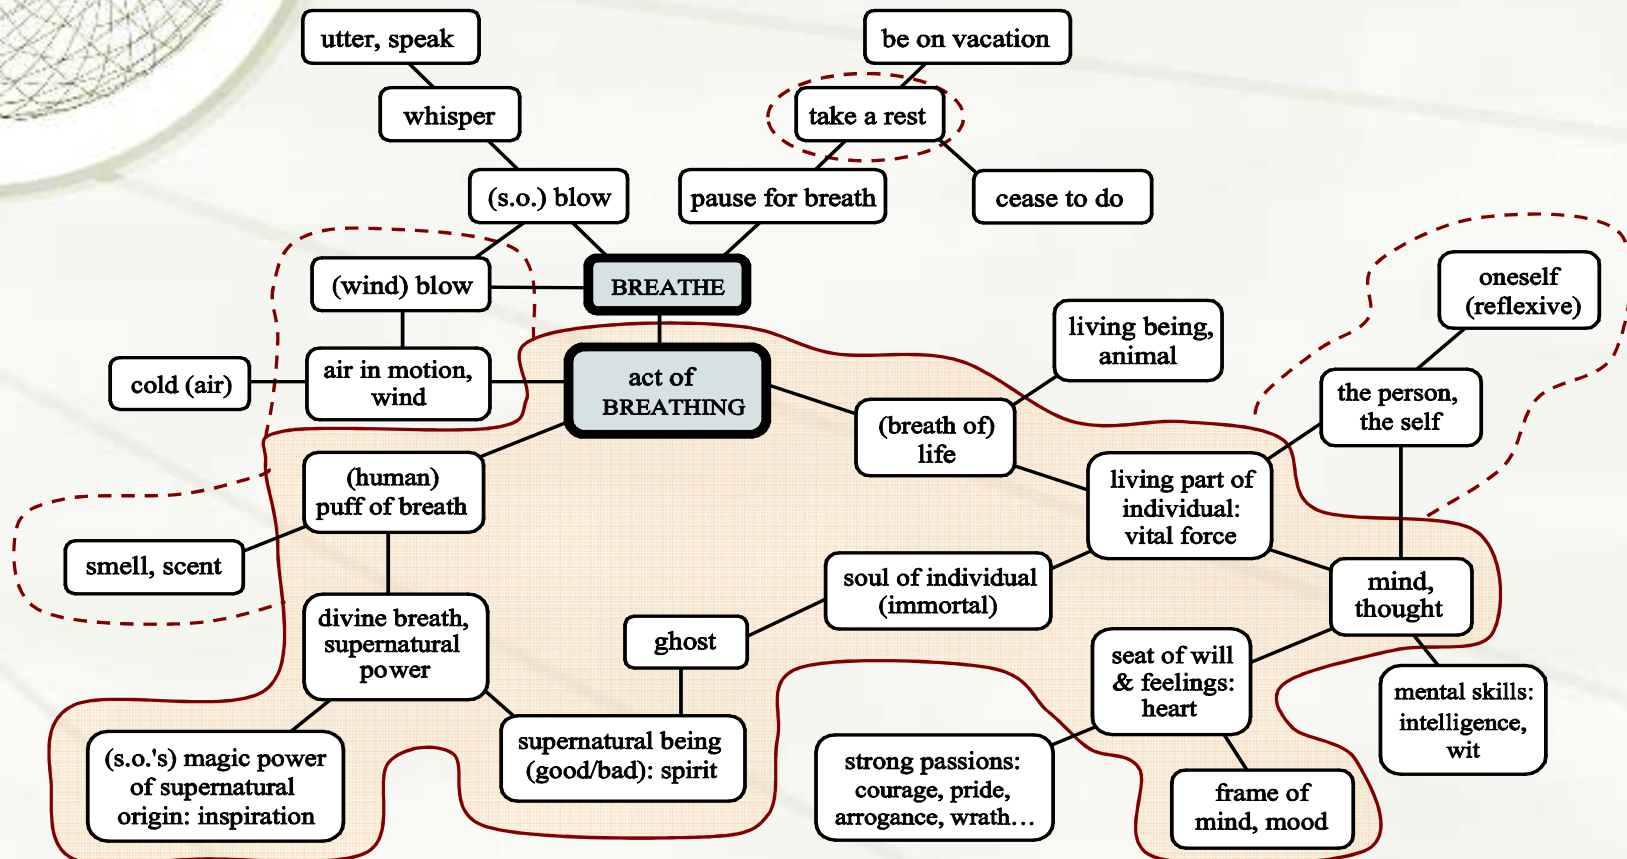 utter, speak
be on vacation
whisper
take a rest
(s.o.) blow
pause for breath
cease to do
(wind) blow
BREATHE
oneself
(reflexive)
living being,
animal
cold (air)
air in motion,
wind
act of
BREATHING
the person,
the self
(breath of)
life
(human)
puff of breath
living part of
individual:
vital force
smell, scent
soul of individual
(immortal)
mind,
thought
divine breath,
supernatural
power
ghost
seat of will
& feelings:
heart
mental skills:
intelligence,
wit
(s.o.'s) magic power
of supernatural
origin: inspiration
supernatural being
(good/bad): spirit
strong passions:
courage, pride,
arrogance, wrath…
frame of
mind, mood